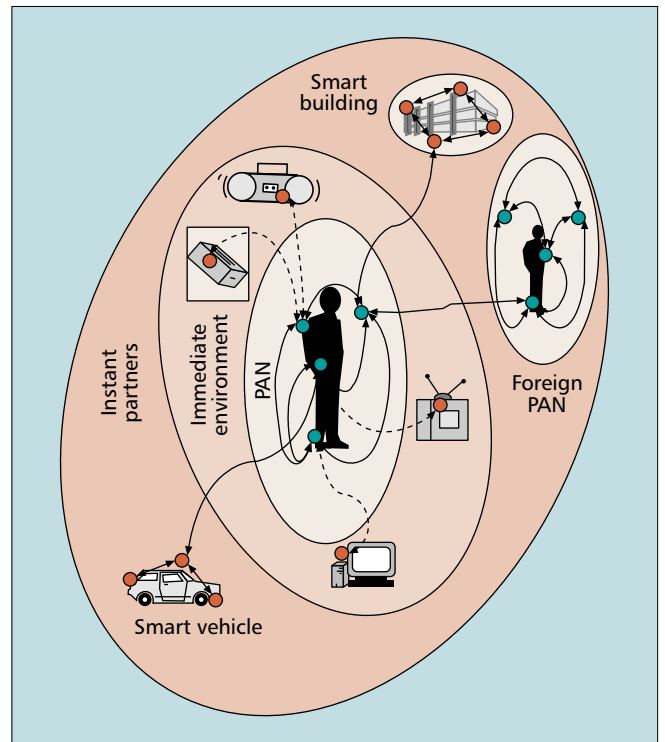 Smart
building
Instant
partners
Immediate
environment
PAN
Foreign
PAN
Smart vehicle